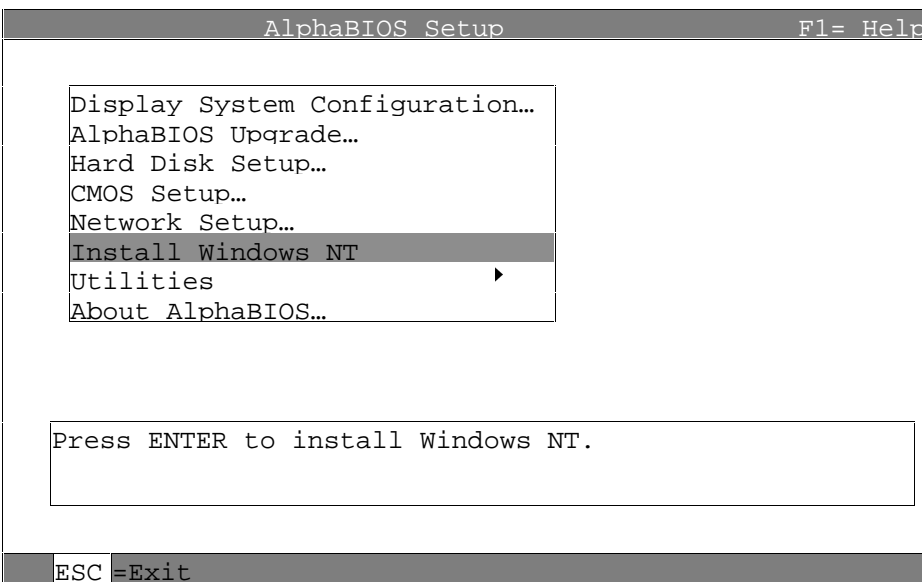 AlphaBIOS Setup F1= Help
Display System Configuration…
AlphaBIOS Upgrade…
Hard Disk Setup…
CMOS Setup…
Network Setup…
Install Windows NT
Utilities
About AlphaBIOS…
Press ENTER to install Windows NT.
ESC =Exit